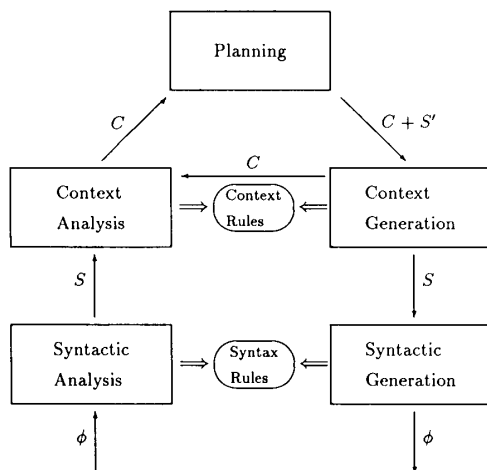 Planning
C
C + S′
C
Context
Analysis
Context
Rules
Context
Generation
S
S
Syntactic
Analysis
Syntax
Rules
Syntactic
Generation
ϕ
ϕ